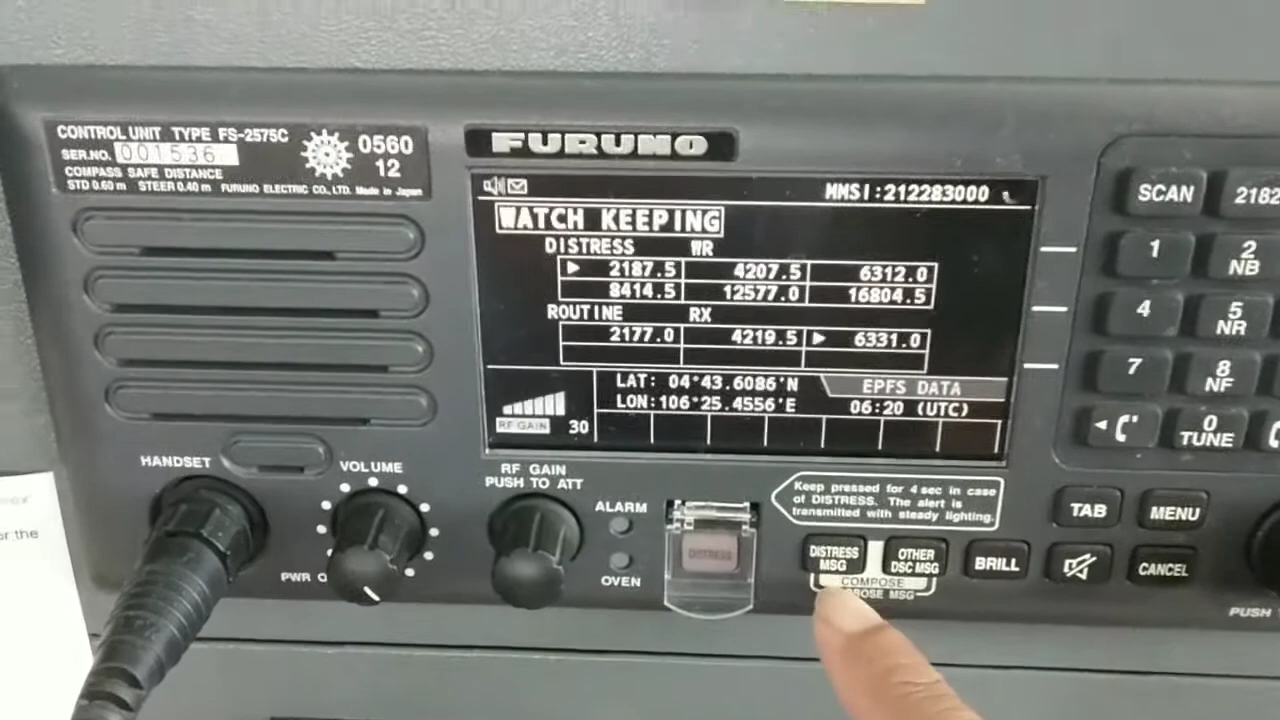 CONTROL UNIT TYPE FS-2575C
SER.NO. 001536
0560
12
COMPASS SAFE DISTANCE
STD 0.60 m STEER 0.40 m FURUNO ELECTRIC CO., LTD. Made in Japan
FURUNO
MMSI:212283000
WATCH KEEPING
DISTRESS WR
2187.5 4207.5 6312.0
8414.5 12577.0 16804.5
ROUTINE RX
2177.0 4219.5 6331.0
LAT: 04°43.6086'N EPFS DATA
LON:106°25.4556'E 06:20 (UTC)
RF GAIN 30
SCAN 2182
1 2
NB
4 5
NR
7 8
NF
0
TUNE
HANDSET
VOLUME
PWR
RF GAIN
PUSH TO ATT
ALARM
OVEN
DISTRESS
Keep pressed for 4 sec in case
of DISTRESS. The alert is
transmitted with steady lighting.
TAB MENU
DISTRESS
MSG
OTHER
DSC MSG
BRILL
CANCEL
COMPOSE
MSG
PUSH
or the